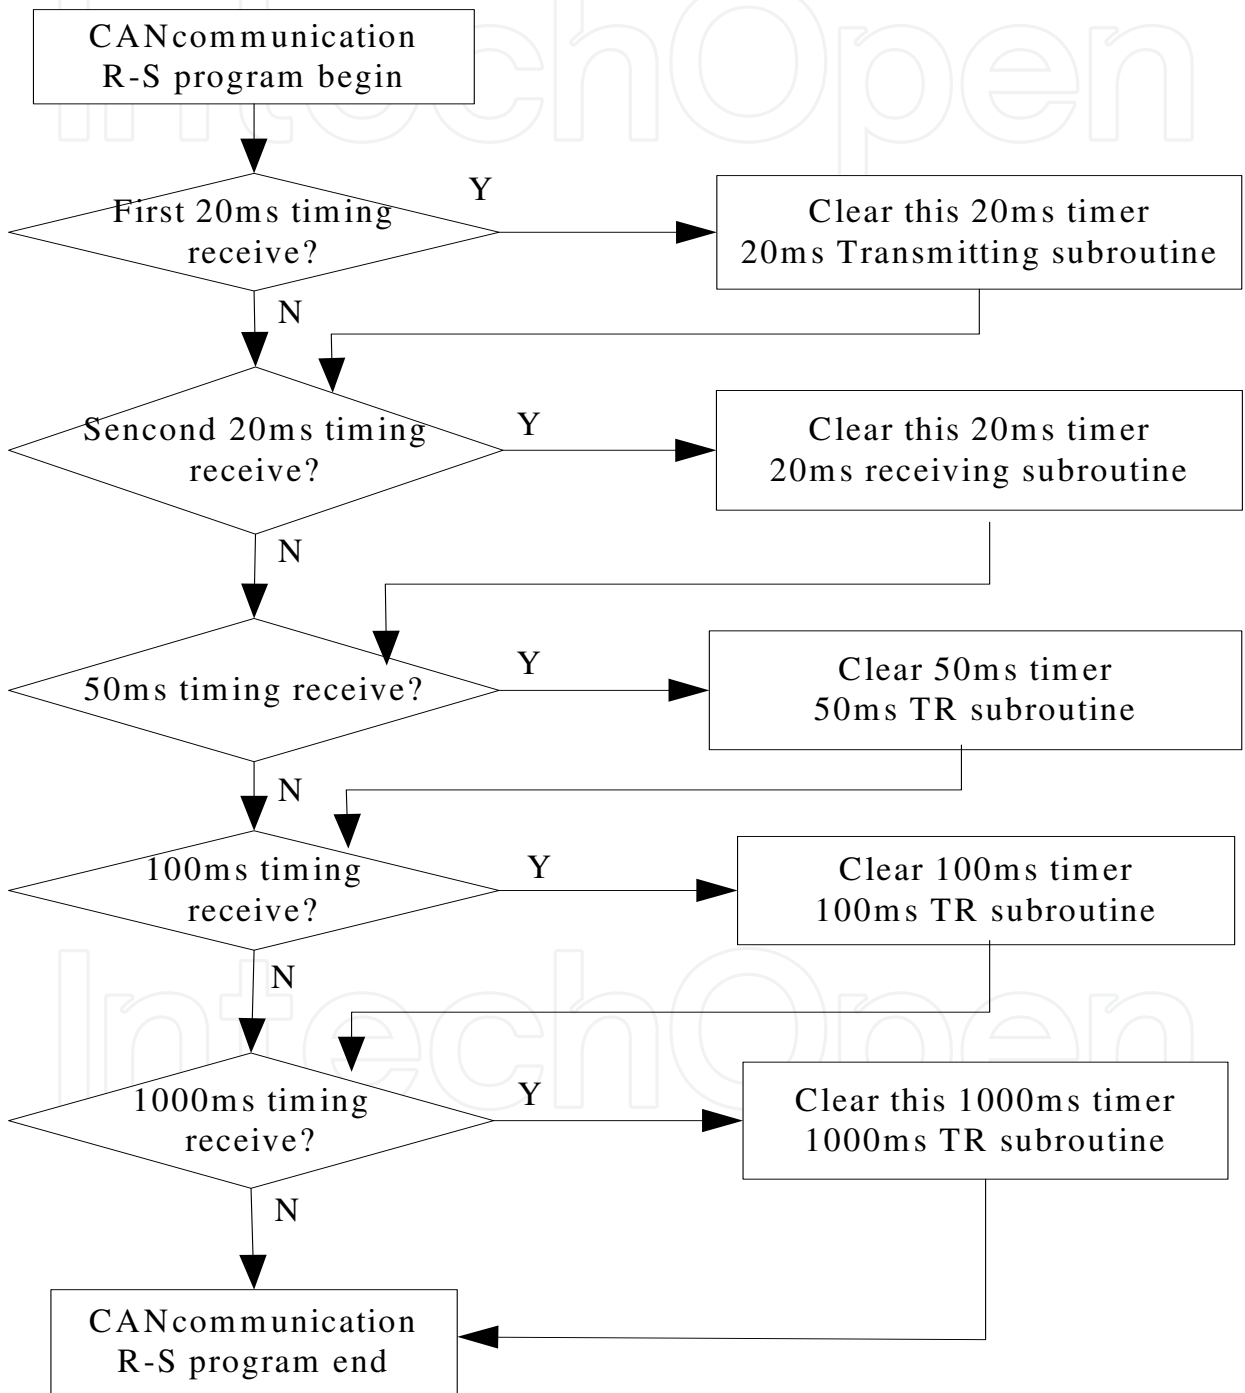 CANcommunication
R-S program begin
First 20ms timing
receive?
Y
Clear this 20ms timer
20ms Transmitting subroutine
N
Sencond 20ms timing
receive?
Y
Clear this 20ms timer
20ms receiving subroutine
N
50ms timing receive?
Y
Clear 50ms timer
50ms TR subroutine
N
100ms timing
receive?
Y
Clear 100ms timer
100ms TR subroutine
N
1000ms timing
receive?
Y
Clear this 1000ms timer
1000ms TR subroutine
N
CANcommunication
R-S program end
IntechOpen
IntechOpen